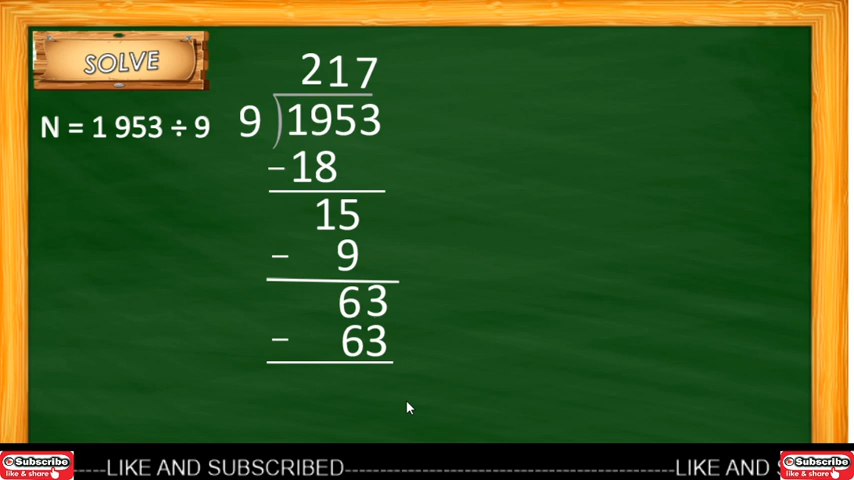 SOLVE
217
N = 1 953 ÷ 9
9 1953
−18
15
− 9
63
− 63
Subscribe
like & share
----LIKE AND SUBSCRIBED--------------------------------------------LIKE AND S
Subscribe
like & share